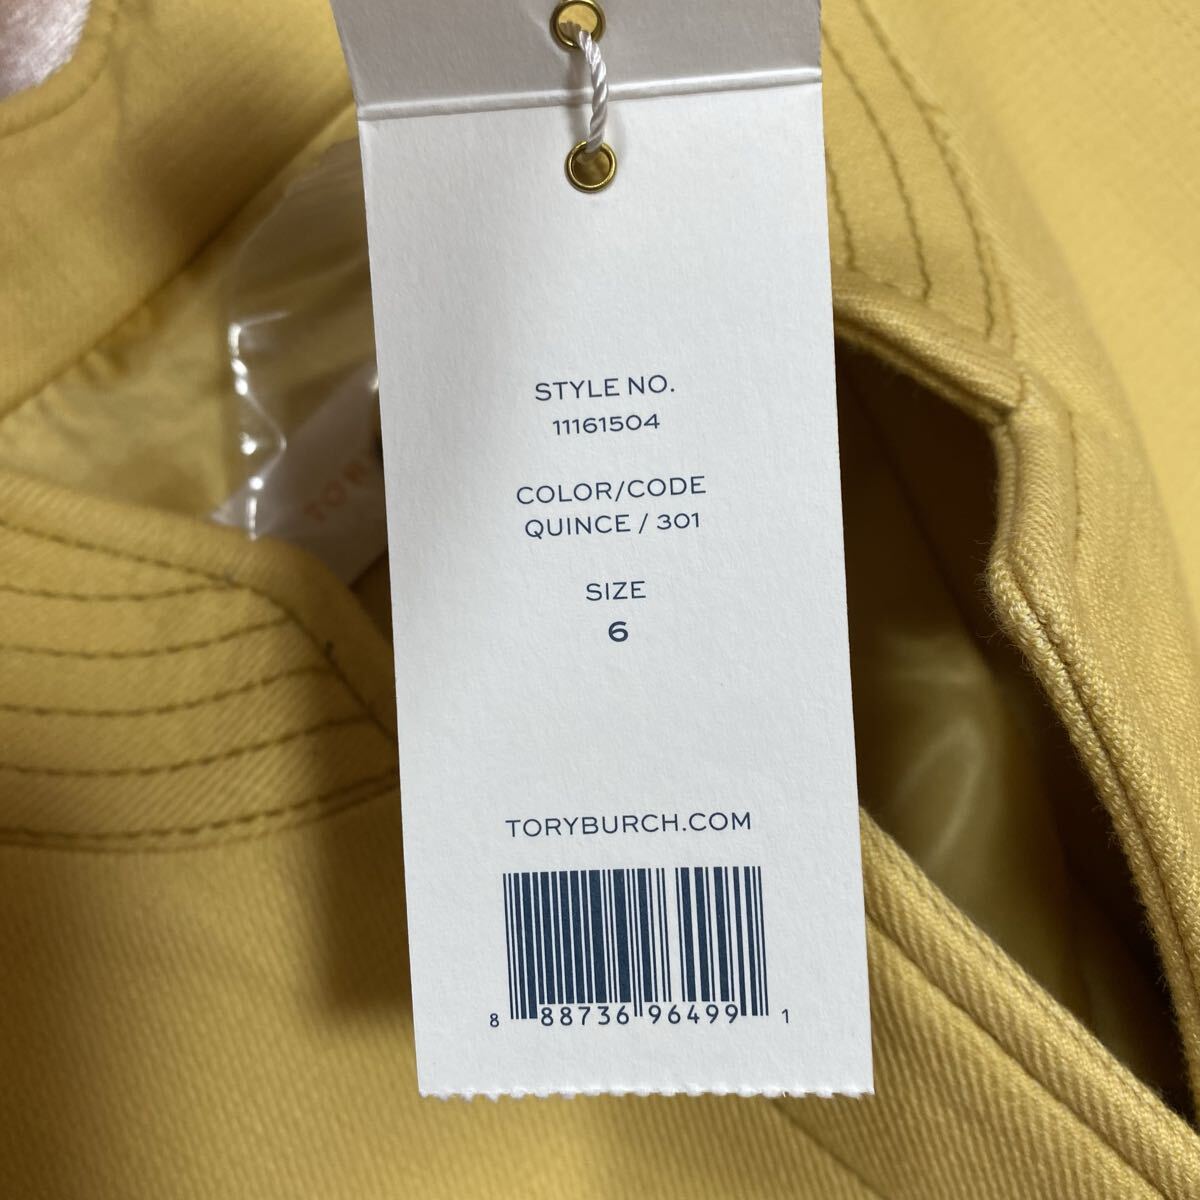 STYLE NO.
11161504
COLOR/CODE
QUINCE / 301
SIZE
6
TORYBURCH.COM
8 88736 96499 1